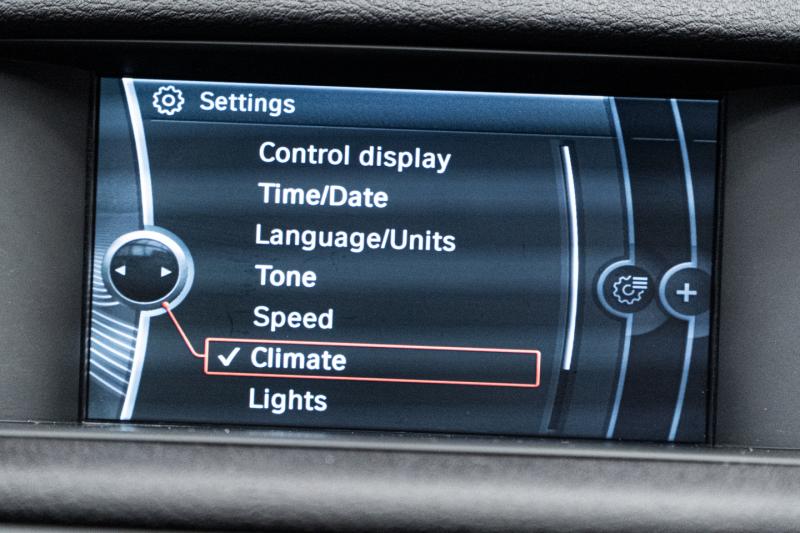 Settings
Control display
Time/Date
Language/Units
Tone
Speed
✓ Climate
Lights